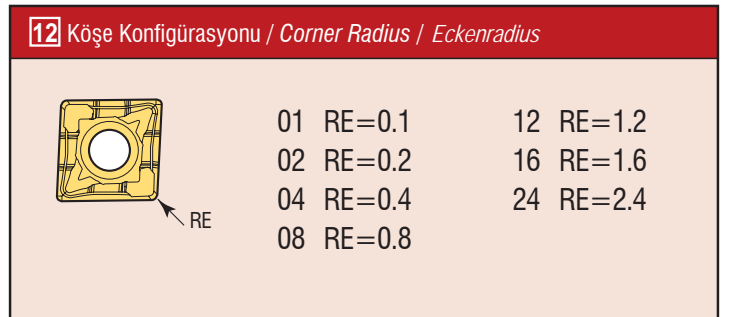 12 Köşe Konfigürasyonu / Corner Radius / Eckenradius
01 RE=0.1
02 RE=0.2
04 RE=0.4
08 RE=0.8
12 RE=1.2
16 RE=1.6
24 RE=2.4
RE